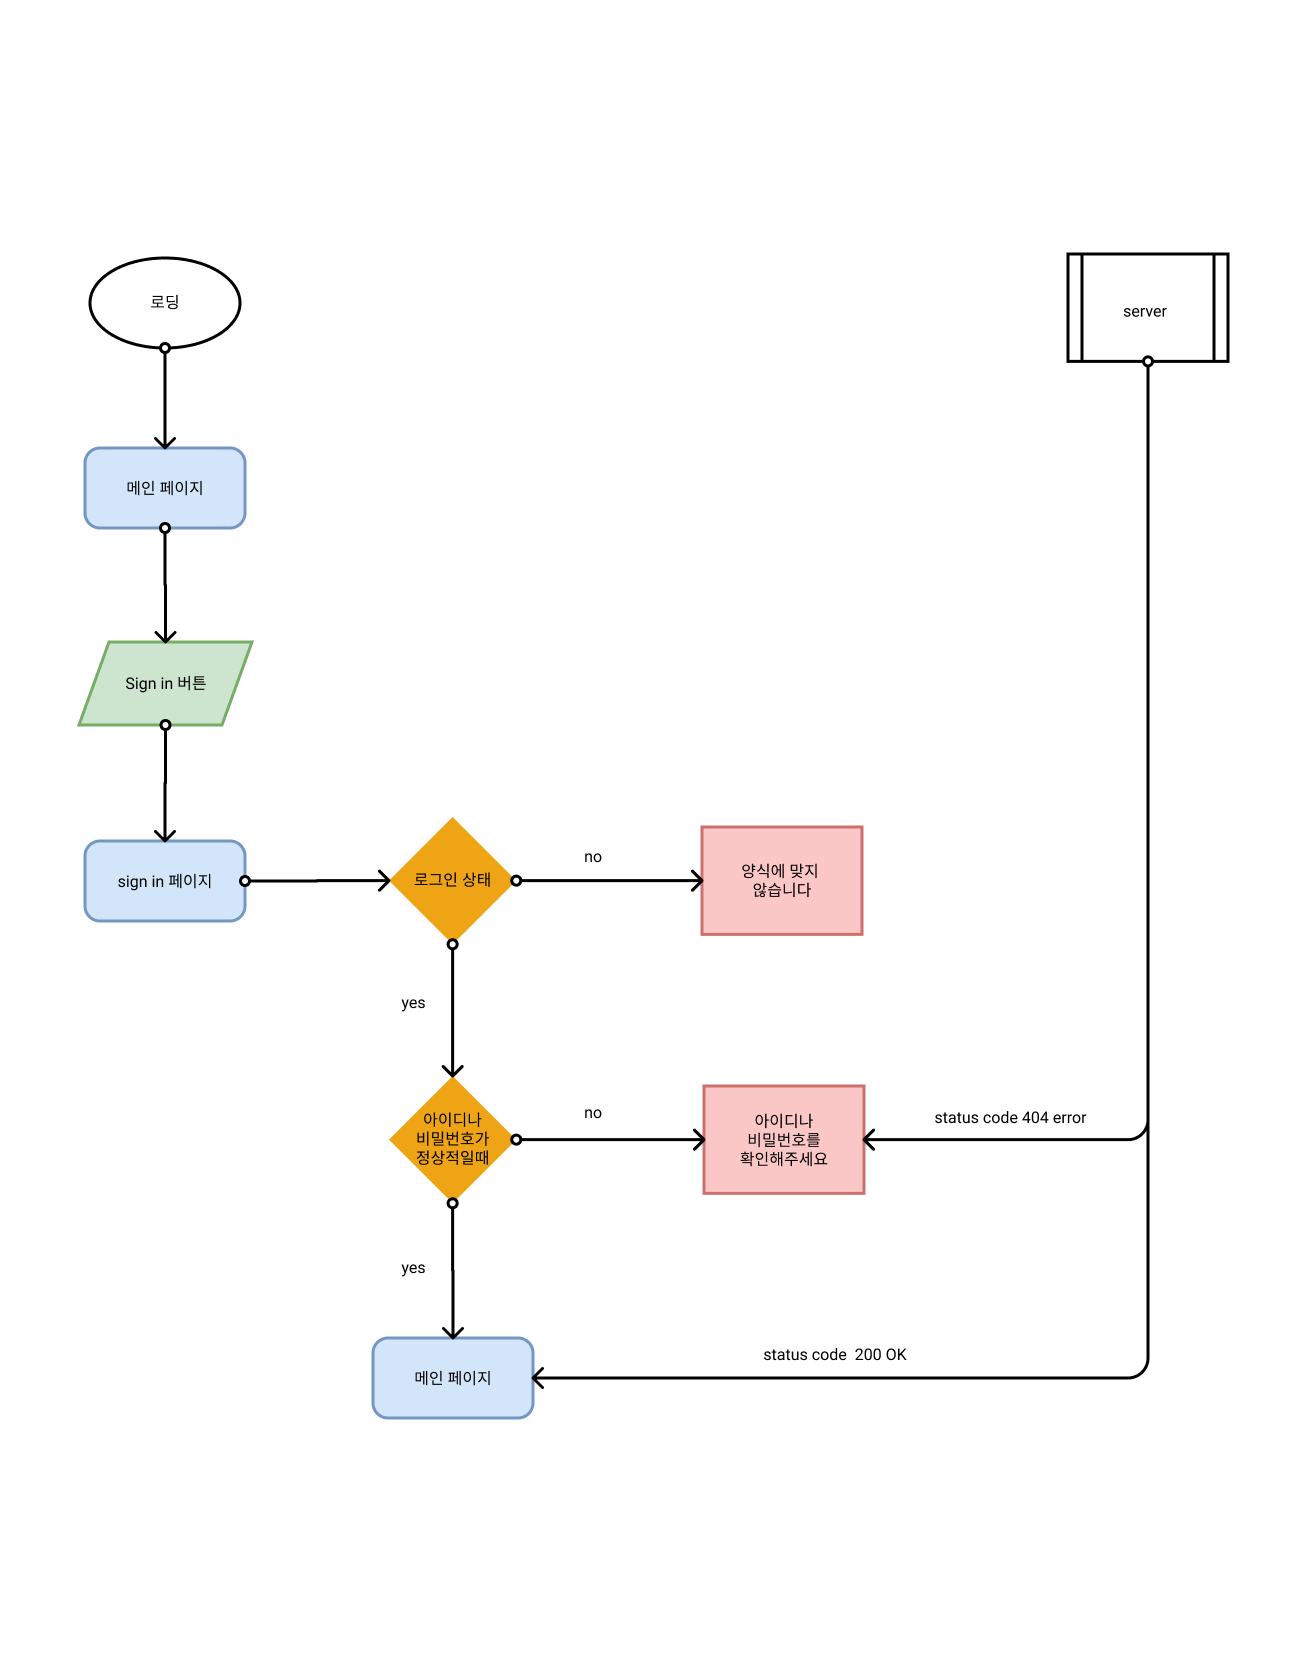 로딩
server
메인 페이지
Sign in 버튼
sign in 페이지
로그인 상태
no
양식에 맞지
않습니다
yes
아이디나
비밀번호가
정상적일때
no
아이디나
비밀번호를
확인해주세요
status code 404 error
yes
메인 페이지
status code  200 OK